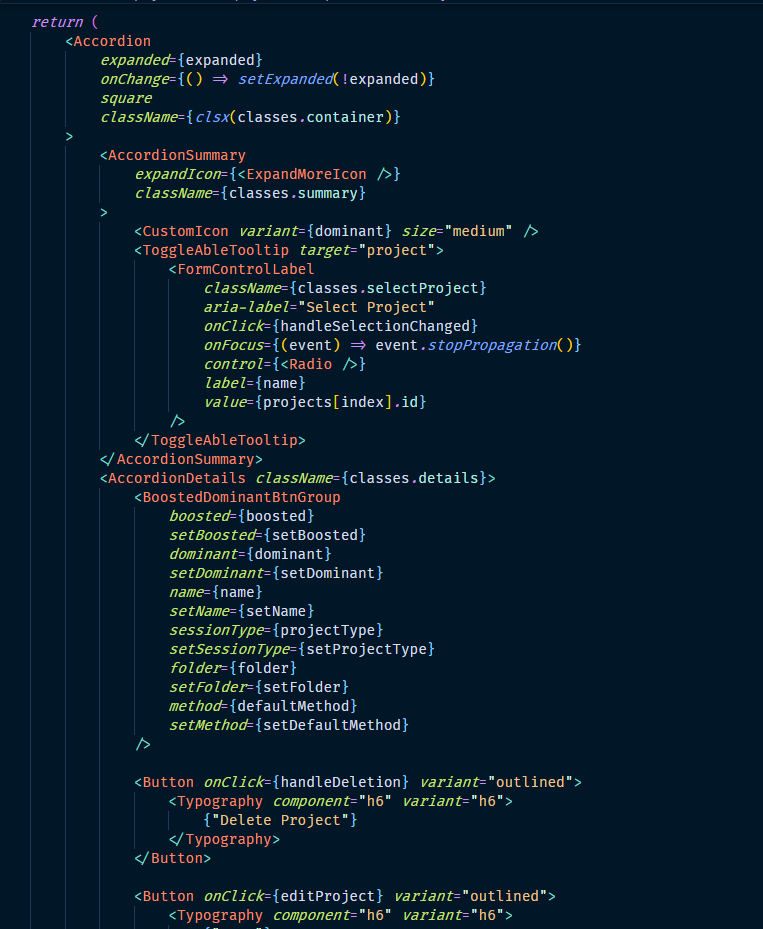 return (
<Accordion
expanded={expanded}
onChange={() => setExpanded(!expanded)}
square
className={clsx(classes.container)}
>
<AccordionSummary
expandIcon={<ExpandMoreIcon />}
className={classes.summary}
>
<CustomIcon variant={dominant} size="medium" />
<ToggleAbleTooltip target="project">
<FormControlLabel
className={classes.selectProject}
aria-label="Select Project"
onClick={handleSelectionChanged}
onFocus={(event) => event.stopPropagation()}
control={<Radio />}
label={name}
value={projects[index].id}
/>
</ToggleAbleTooltip>
</AccordionSummary>
<AccordionDetails className={classes.details}>
<BoostedDominantBtnGroup
boosted={boosted}
setBoosted={setBoosted}
dominant={dominant}
setDominant={setDominant}
name={name}
setName={setName}
sessionType={projectType}
setSessionType={setProjectType}
folder={folder}
setFolder={setFolder}
method={defaultMethod}
setMethod={setDefaultMethod}
/>
<Button onClick={handleDeletion} variant="outlined">
<Typography component="h6" variant="h6">
{"Delete Project"}
</Typography>
</Button>
<Button onClick={editProject} variant="outlined">
<Typography component="h6" variant="h6">